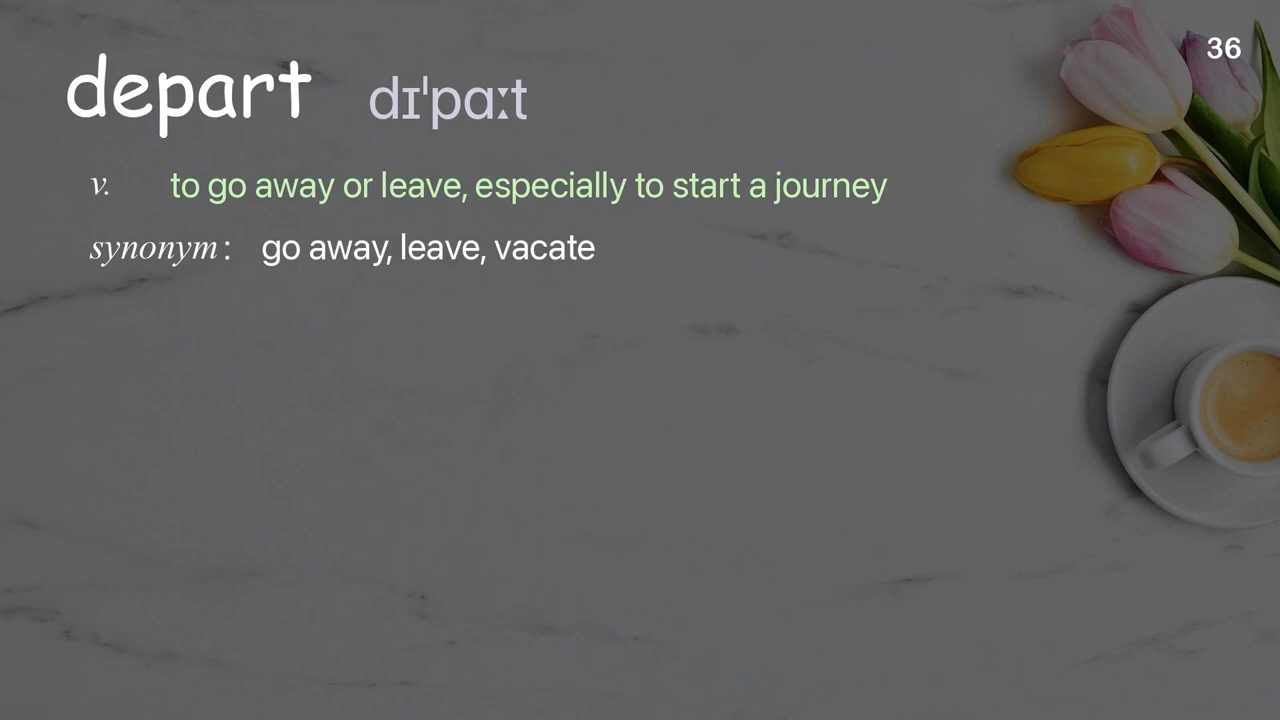 36
depart dɪˈpɑːt
v. to go away or leave, especially to start a journey
synonym: go away, leave, vacate